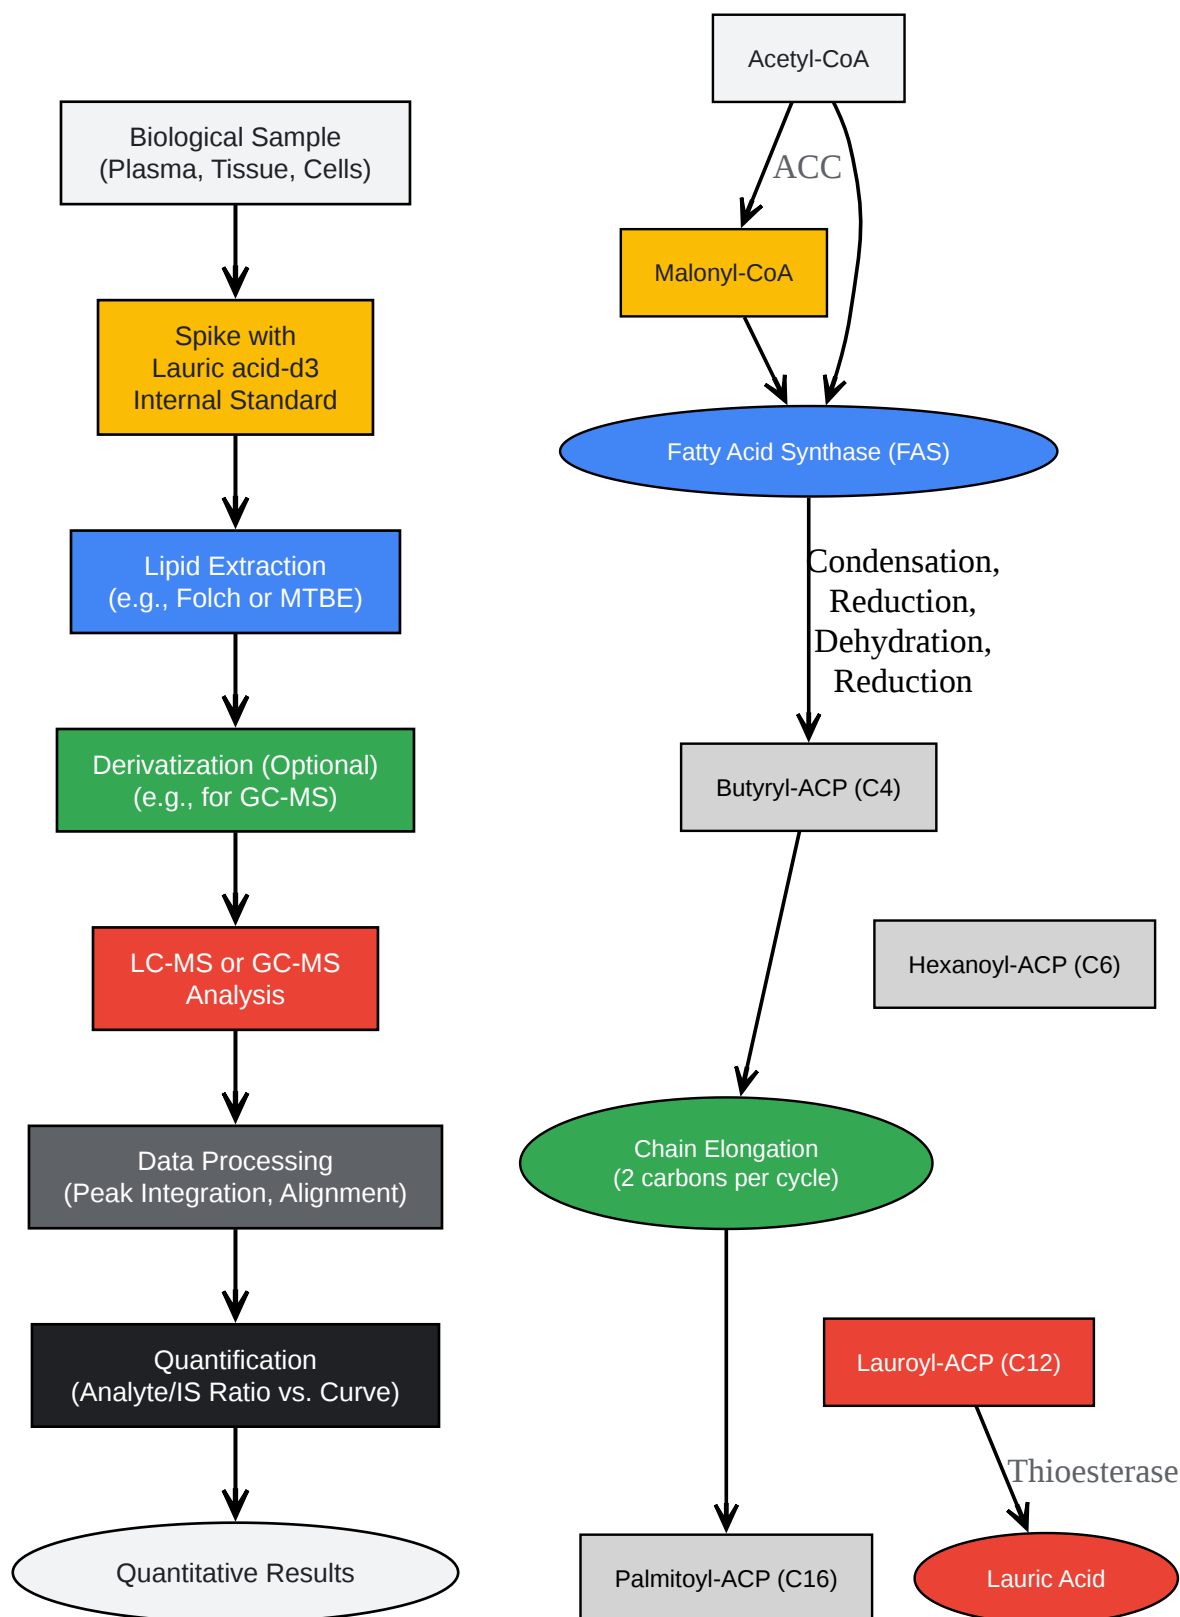 Biological Sample
(Plasma, Tissue, Cells)
Spike with
Lauric acid-d3
Internal Standard
Lipid Extraction
(e.g., Folch or MTBE)
Derivatization (Optional)
(e.g., for GC-MS)
LC-MS or GC-MS
Analysis
Data Processing
(Peak Integration, Alignment)
Quantification
(Analyte/IS Ratio vs. Curve)
Quantitative Results
Acetyl-CoA
ACC
Malonyl-CoA
Fatty Acid Synthase (FAS)
Condensation,
Reduction,
Dehydration,
Reduction
Butyryl-ACP (C4)
Hexanoyl-ACP (C6)
Chain Elongation
(2 carbons per cycle)
Lauroyl-ACP (C12)
Thioesterase
Palmitoyl-ACP (C16)
Lauric Acid